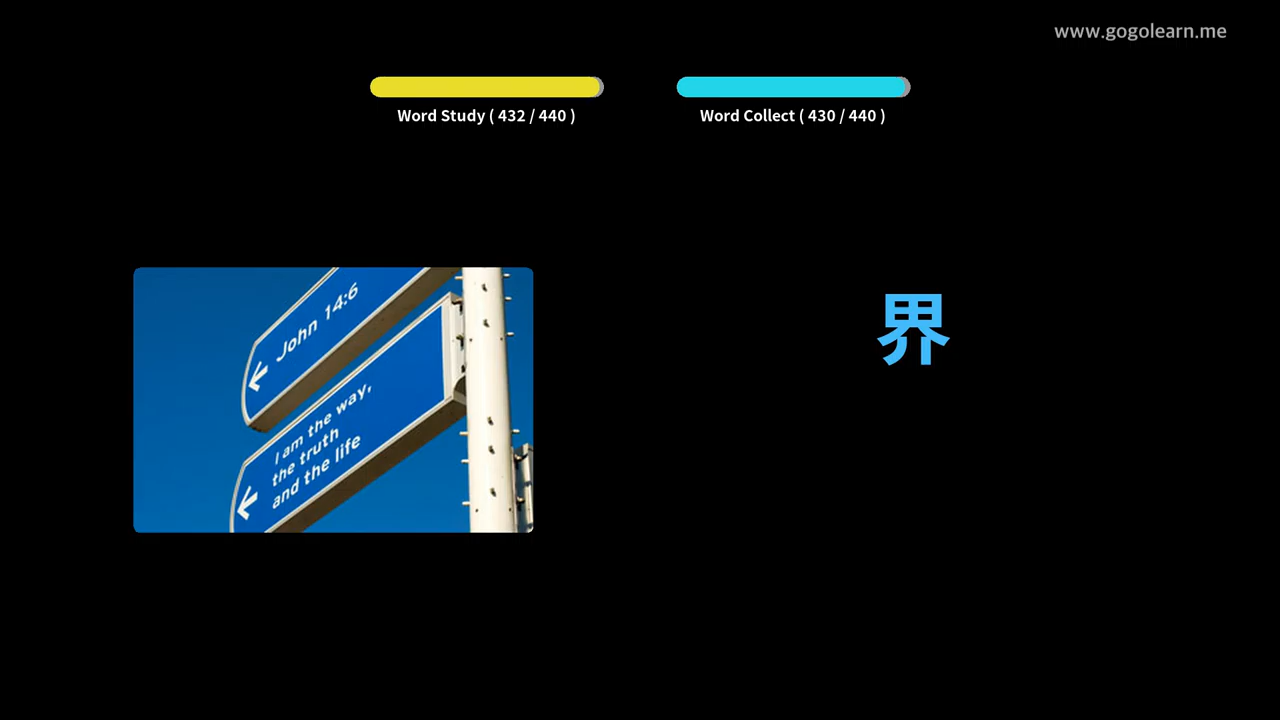 www.gogolearn.me
Word Study ( 432 / 440 )
Word Collect ( 430 / 440 )
John 14:6
I am the way,
the truth
and the life
界